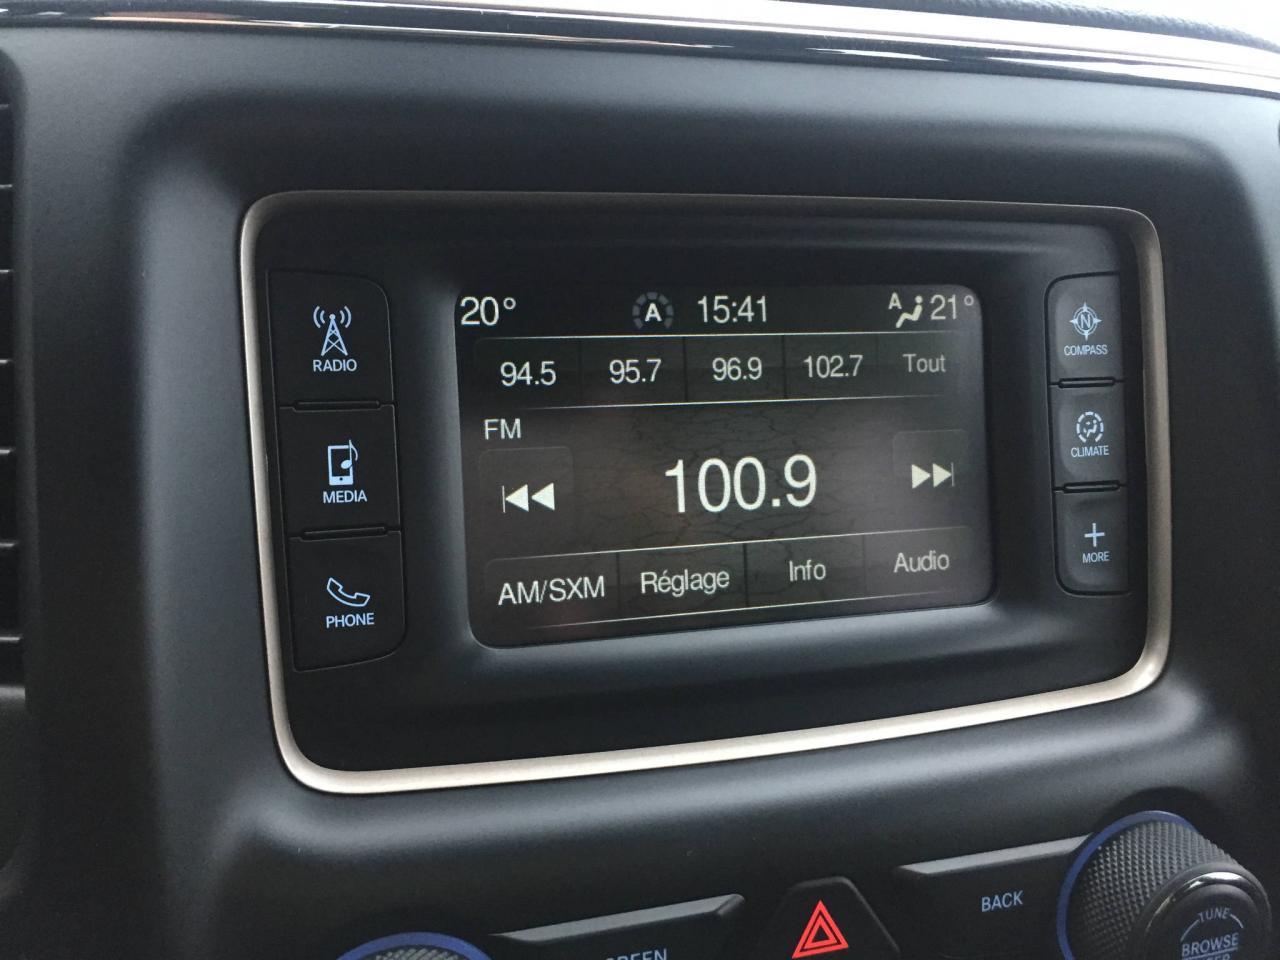 20° A 15:41 A 21°
94.5 95.7 96.9 102.7 Tout
FM
100.9
AM/SXM Réglage Info Audio
RADIO
MEDIA
PHONE
N
COMPASS
CLIMATE
MORE
BACK
TUNE
BROWSE